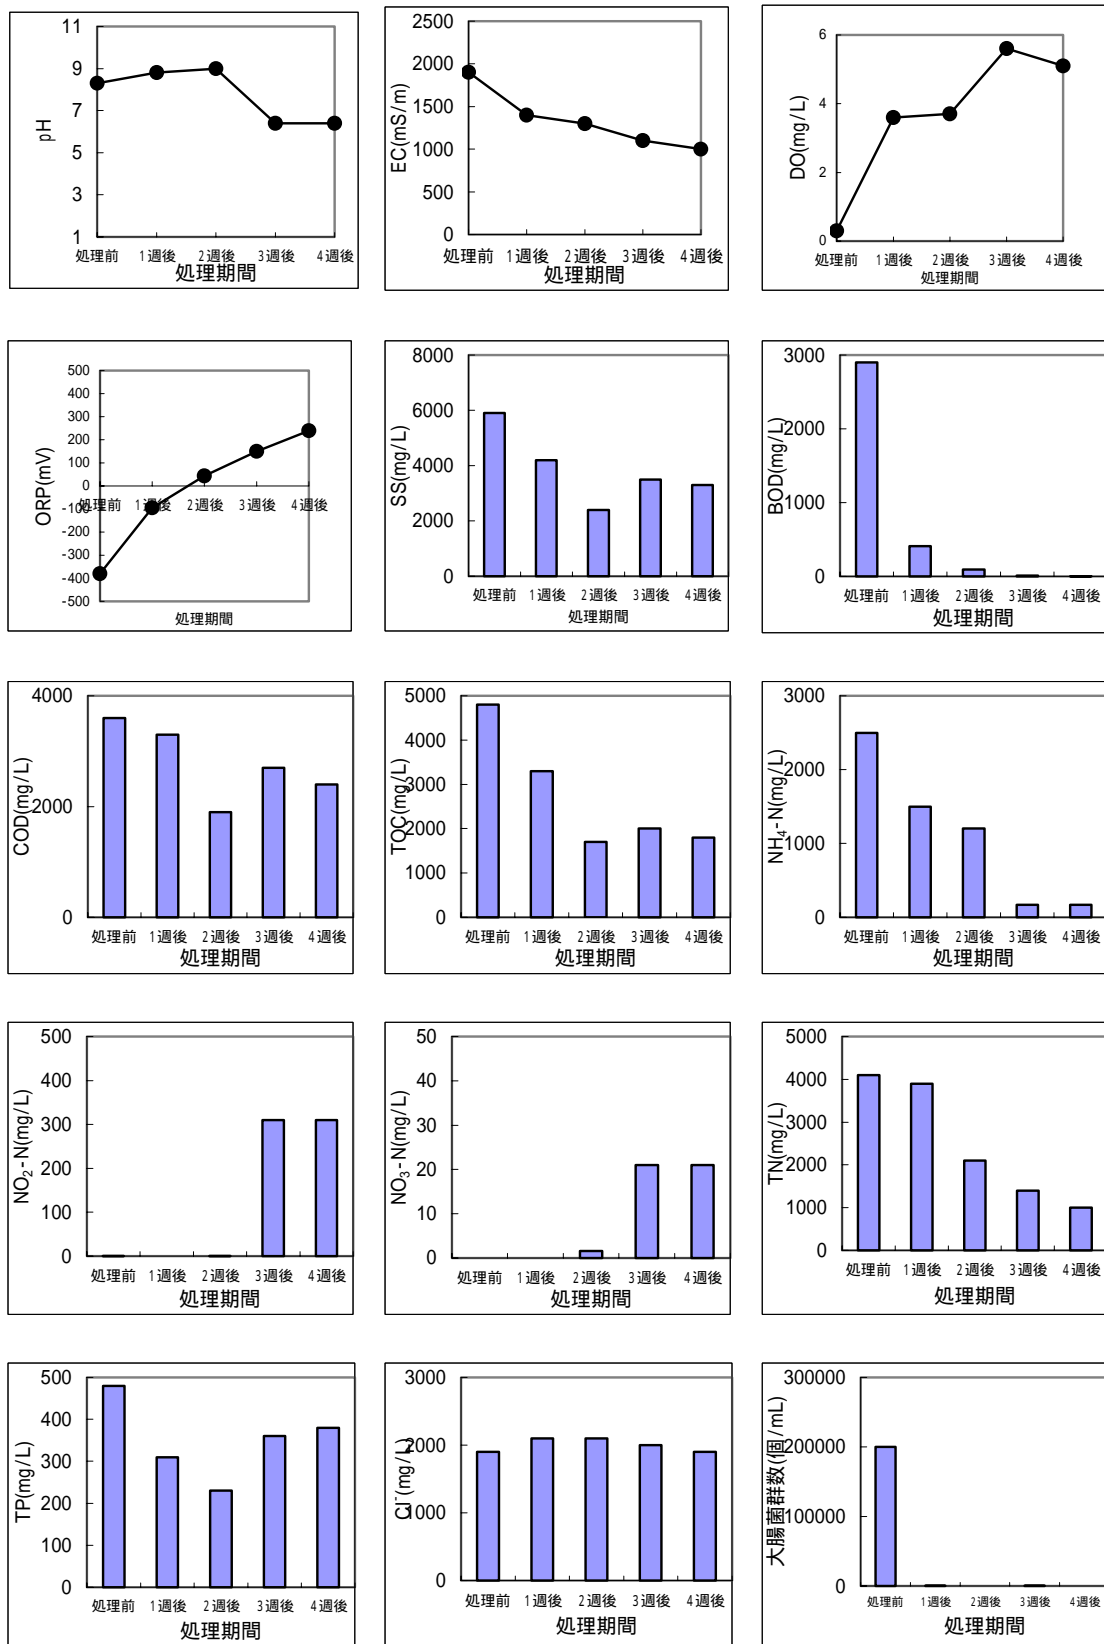 11
9
7
5
3
1
pH
処理前 1週後 2週後 3週後 4週後
処理期間
2500
2000
1500
1000
500
0
EC(mS/m)
処理前 1週後 2週後 3週後 4週後
処理期間
6
4
2
0
DO(mg/L)
処理前 1週後 2週後 3週後 4週後
処理期間
500
400
300
200
100
0
-100
-200
-300
-400
-500
ORP(mV)
処理前 1週後 2週後 3週後 4週後
処理期間
8000
6000
4000
2000
0
SS(mg/L)
処理前 1週後 2週後 3週後 4週後
処理期間
3000
2000
1000
0
BOD(mg/L)
処理前 1週後 2週後 3週後 4週後
処理期間
4000
2000
0
COD(mg/L)
処理前 1週後 2週後 3週後 4週後
処理期間
5000
4000
3000
2000
1000
0
TOC(mg/L)
処理前 1週後 2週後 3週後 4週後
処理期間
3000
2000
1000
0
NH₄-N(mg/L)
処理前 1週後 2週後 3週後 4週後
処理期間
500
400
300
200
100
0
NO₂-N(mg/L)
処理前 1週後 2週後 3週後 4週後
処理期間
50
40
30
20
10
0
NO₃-N(mg/L)
処理前 1週後 2週後 3週後 4週後
処理期間
5000
4000
3000
2000
1000
0
TN(mg/L)
処理前 1週後 2週後 3週後 4週後
処理期間
500
400
300
200
100
0
TP(mg/L)
処理前 1週後 2週後 3週後 4週後
処理期間
3000
2000
1000
0
Cl⁻(mg/L)
処理前 1週後 2週後 3週後 4週後
処理期間
300000
200000
100000
0
大腸菌群数(個/mL)
処理前 1週後 2週後 3週後 4週後
処理期間